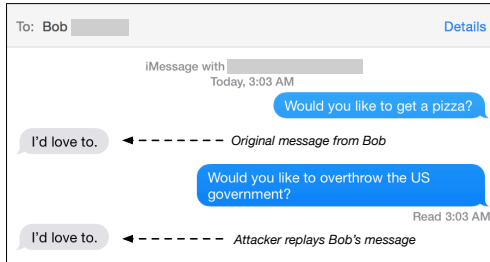 To: Bob Details
iMessage with
Today, 3:03 AM
Would you like to get a pizza?
I'd love to. Original message from Bob
Would you like to overthrow the US
government?
Read 3:03 AM
I'd love to. Attacker replays Bob's message